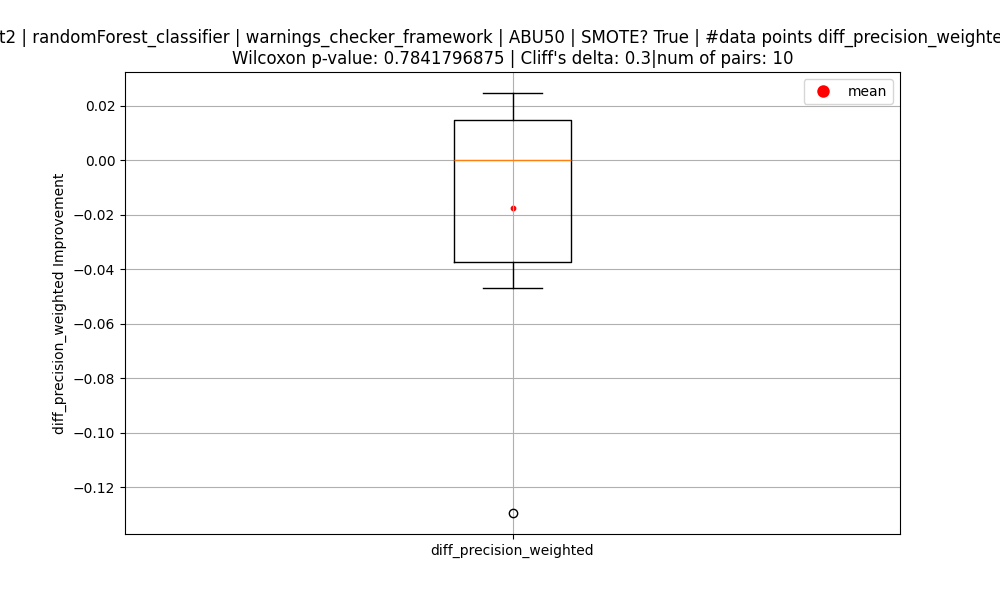 t2 | randomForest_classifier | warnings_checker_framework | ABU50 | SMOTE? True | #data points diff_precision_weighte
Wilcoxon p-value: 0.7841796875 | Cliff's delta: 0.3|num of pairs: 10
mean
0.02
0.00
−0.02
−0.04
−0.06
−0.08
−0.10
−0.12
diff_precision_weighted Improvement
diff_precision_weighted